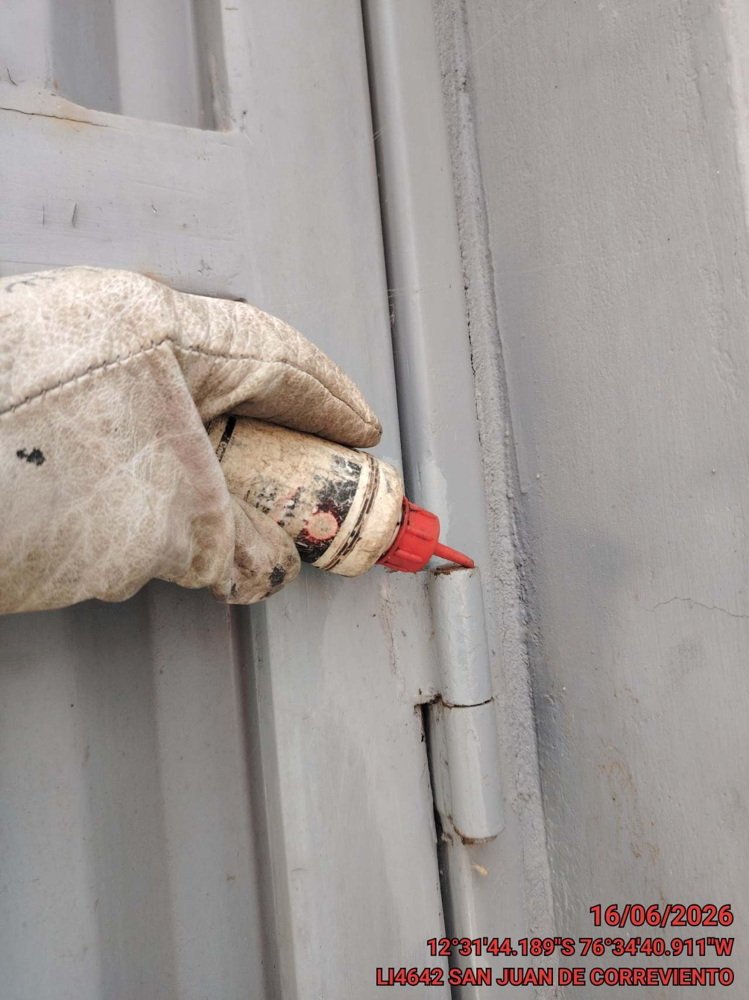 16/06/2026
12°31'44.189"S 76°34'40.911"W
LI4642 SAN JUAN DE CORREVIENTO